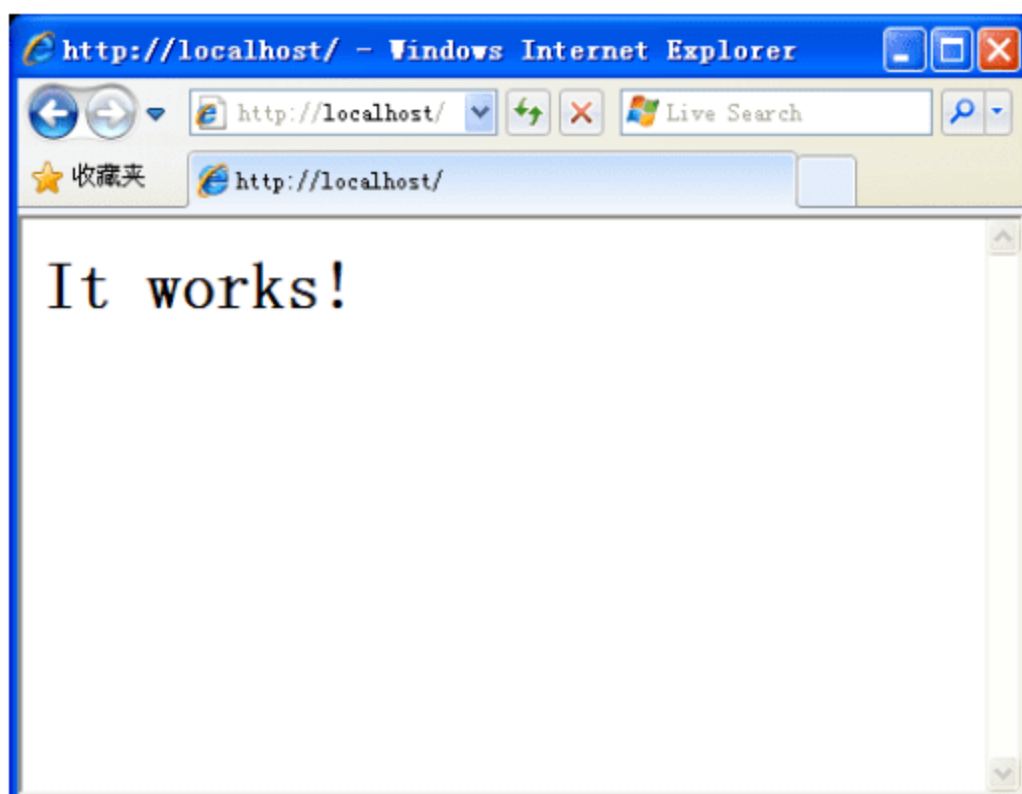 http://localhost/ - Windows Internet Explorer
http://localhost/ Live Search
收藏夹 http://localhost/
It works!